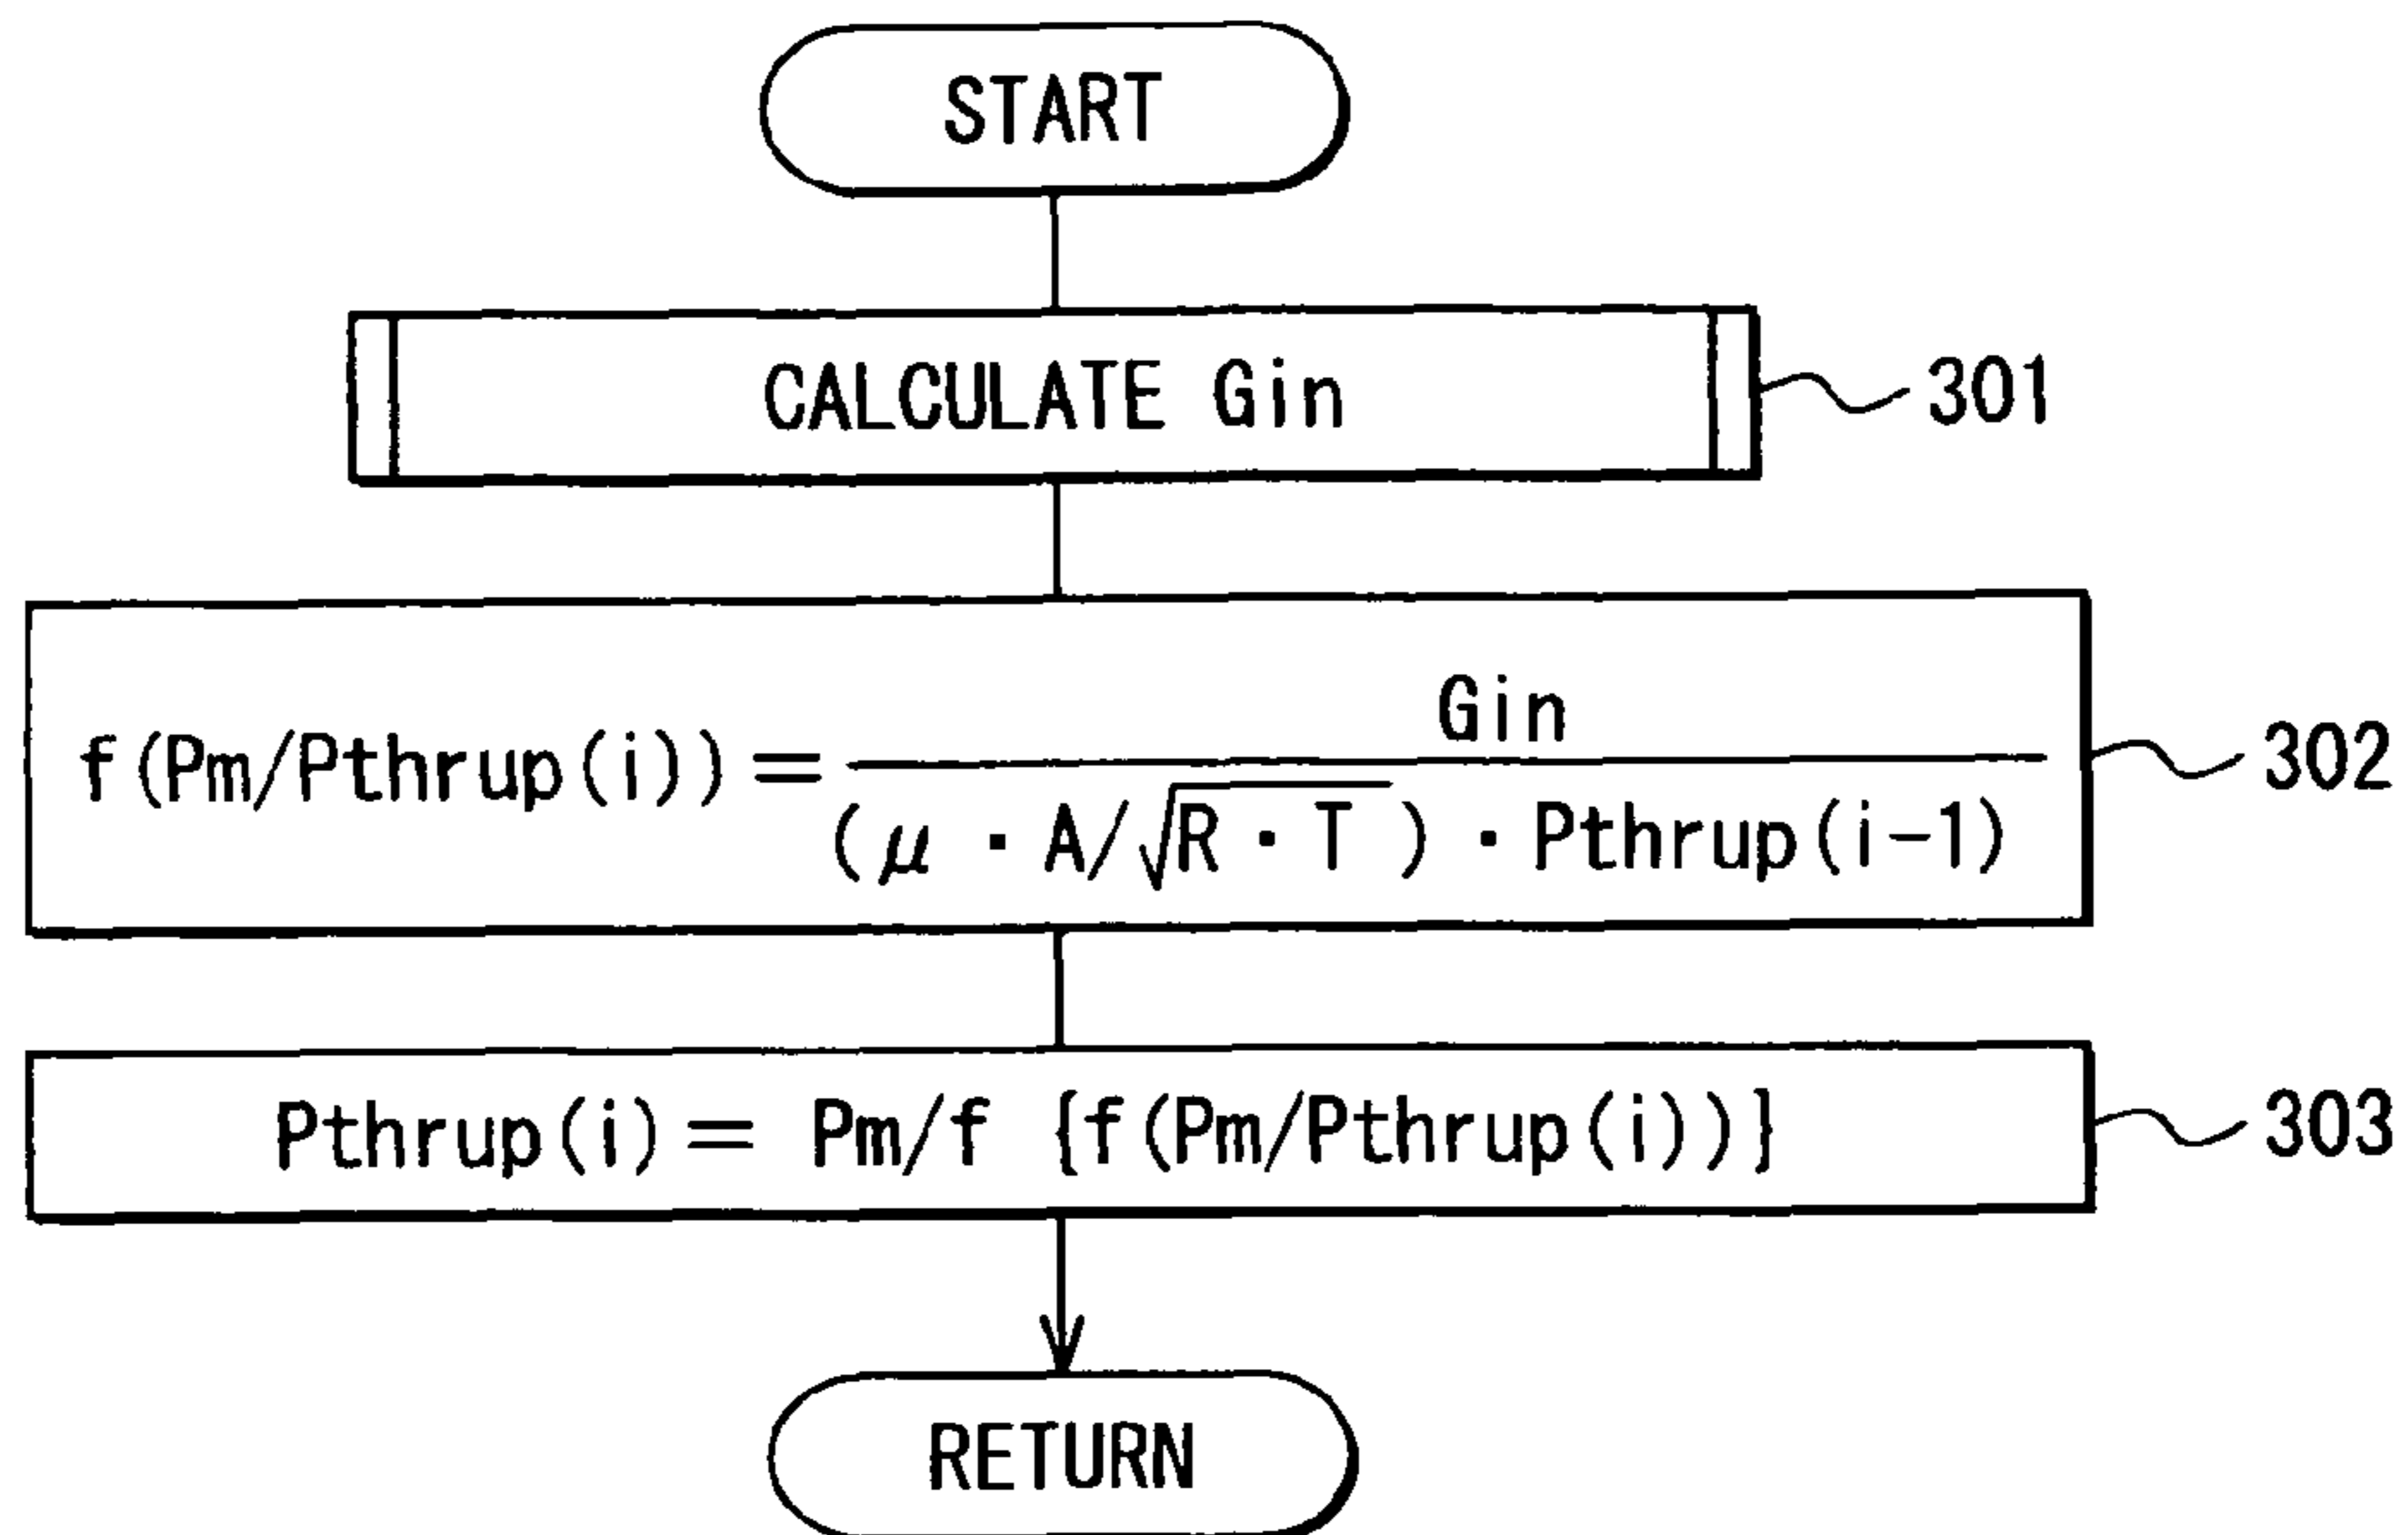 START
CALCULATE Gin
301
f(Pm/Pthrup(i))= Gin
(μ · A/√R · T ) · Pthrup(i-1)
302
Pthrup(i)= Pm/f {f(Pm/Pthrup(i))}
303
RETURN